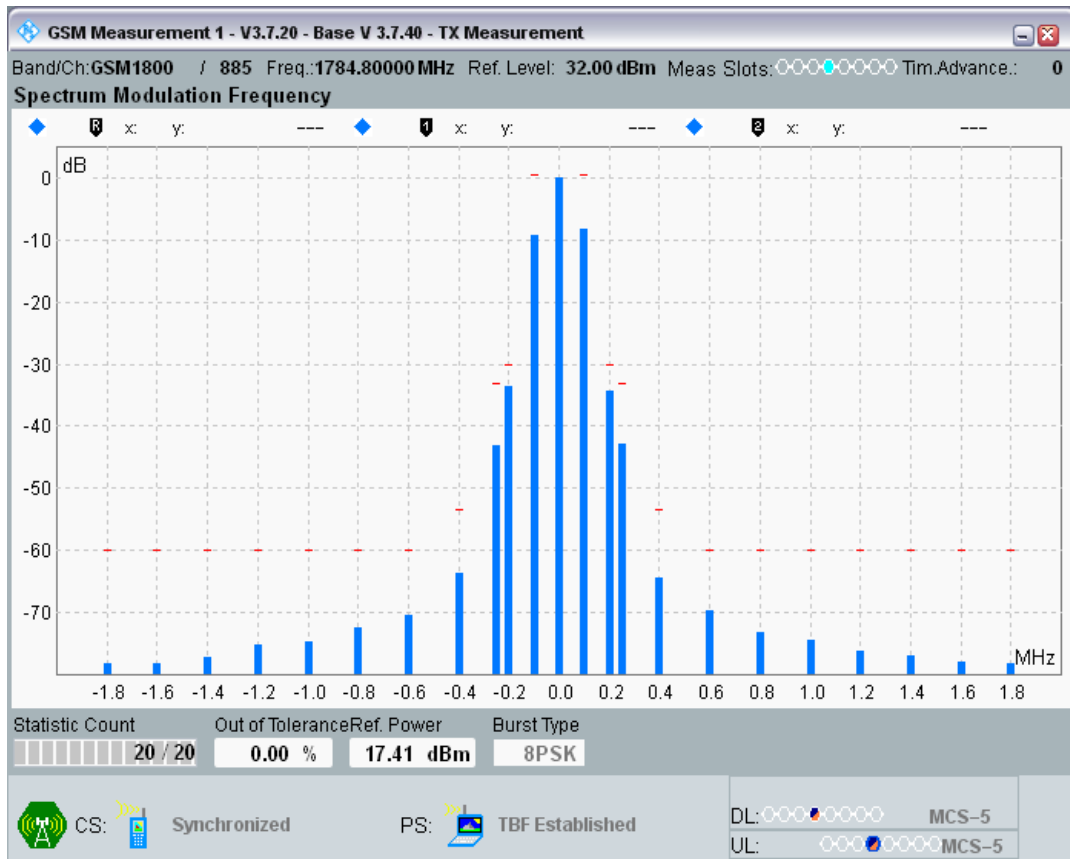 GSM Measurement 1 - V3.7.20 - Base V 3.7.40 - TX Measurement
Band/Ch:GSM1800 / 885 Freq.:1784.80000 MHz Ref. Level: 32.00 dBm Meas Slots: Tim.Advance.: 0
Spectrum Modulation Frequency
R x: y: --- 1 x: y: --- 2 x: y: ---
dB
0
-10
-20
-30
-40
-50
-60
-70
MHz
-1.8 -1.6 -1.4 -1.2 -1.0 -0.8 -0.6 -0.4 -0.2 0.0 0.2 0.4 0.6 0.8 1.0 1.2 1.4 1.6 1.8
Statistic Count Out of Tolerance Ref. Power Burst Type
20 / 20 0.00 % 17.41 dBm 8PSK
CS: Synchronized PS: TBF Established
DL: MCS-5
UL: MCS-5